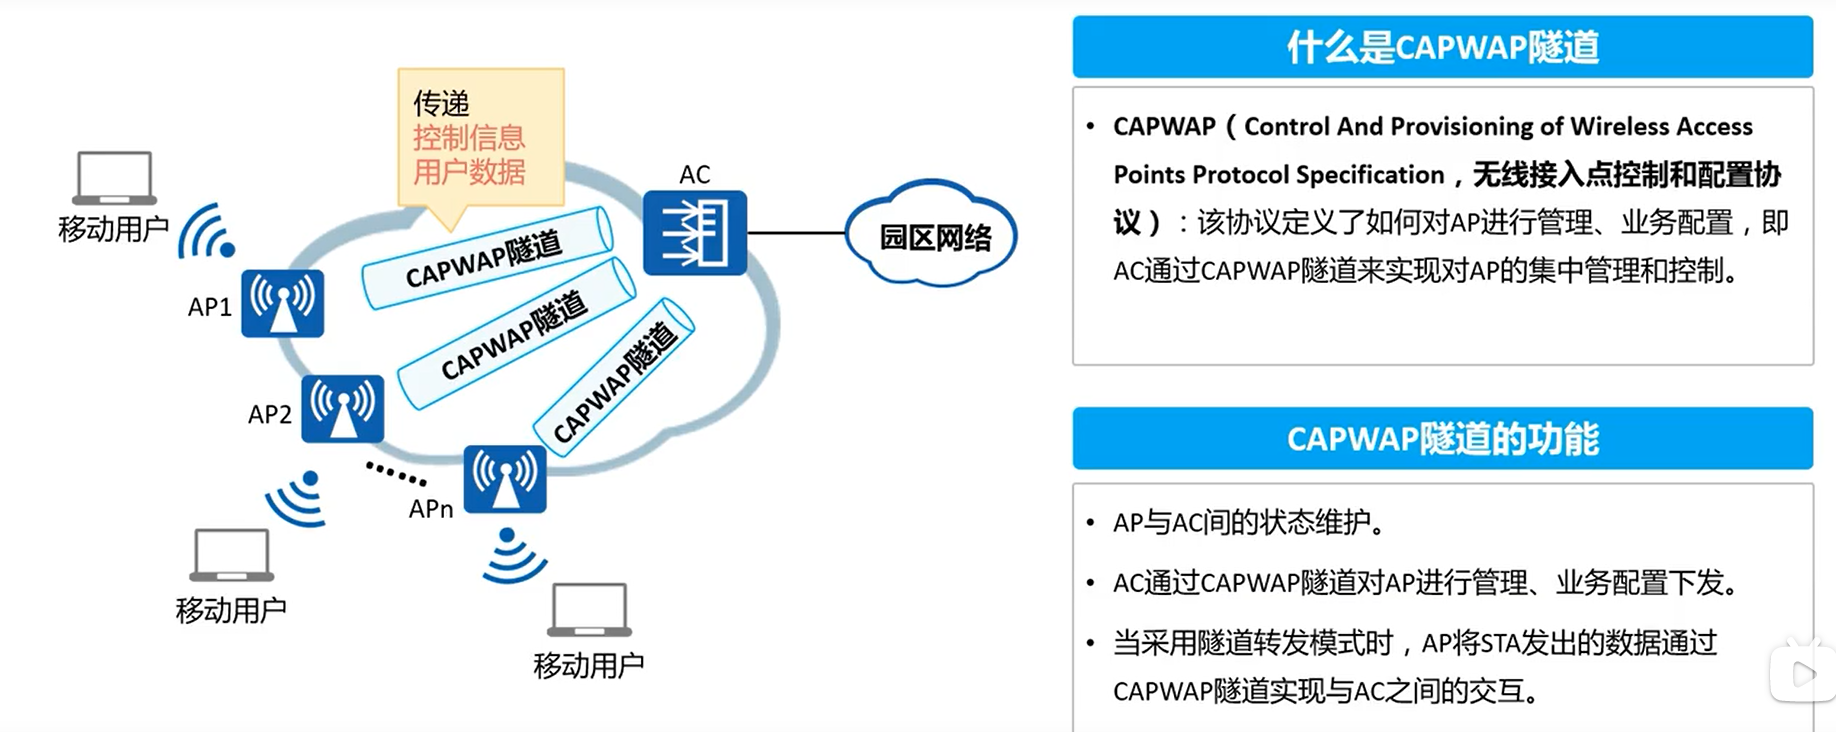 传递
控制信息
用户数据
AC
移动用户
CAPWAP隧道
园区网络
AP1
CAPWAP隧道
CAPWAP隧道
AP2
APn
移动用户
移动用户
什么是CAPWAP隧道
• CAPWAP（Control And Provisioning of Wireless Access
Points Protocol Specification，无线接入点控制和配置协
议）：该协议定义了如何对AP进行管理、业务配置，即
AC通过CAPWAP隧道来实现对AP的集中管理和控制。
CAPWAP隧道的功能
• AP与AC间的状态维护。
• AC通过CAPWAP隧道对AP进行管理、业务配置下发。
• 当采用隧道转发模式时，AP将STA发出的数据通过
CAPWAP隧道实现与AC之间的交互。